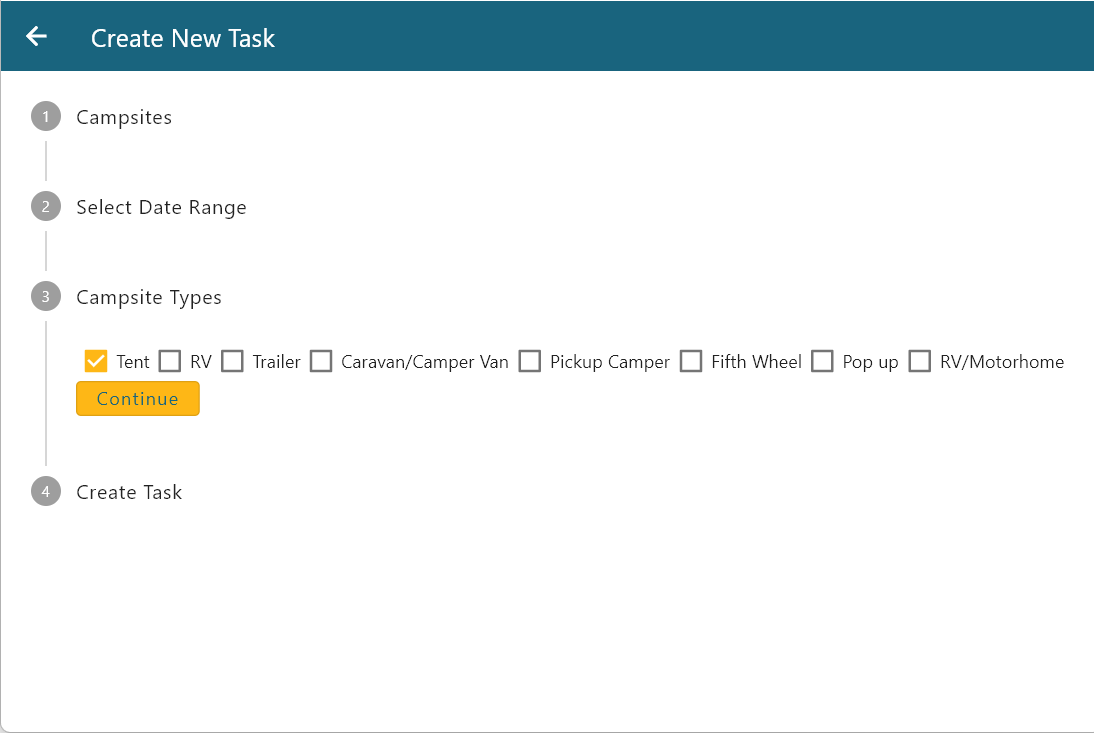 Create New Task
1 Campsites
2 Select Date Range
3 Campsite Types
Tent RV Trailer Caravan/Camper Van Pickup Camper Fifth Wheel Pop up RV/Motorhome
Continue
4 Create Task